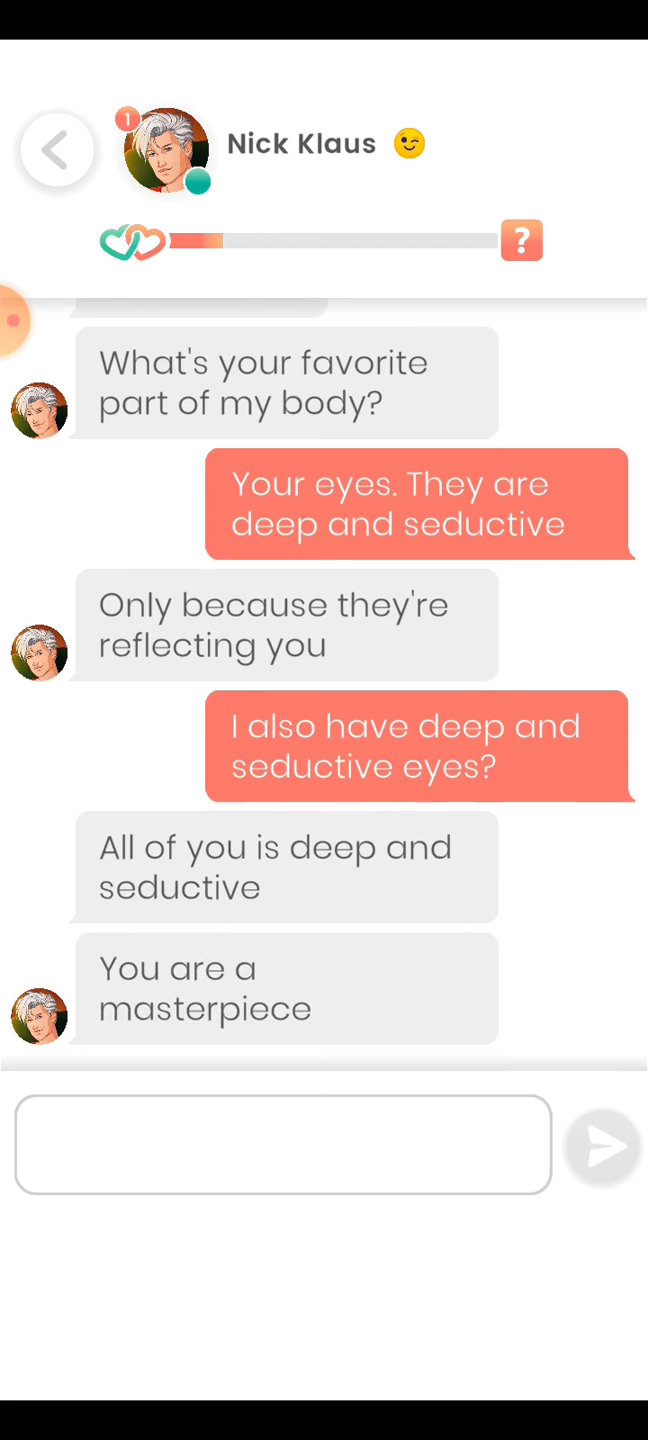 1
Nick Klaus 😉
?
What's your favorite
part of my body?
Your eyes. They are
deep and seductive
Only because they're
reflecting you
I also have deep and
seductive eyes?
All of you is deep and
seductive
You are a
masterpiece